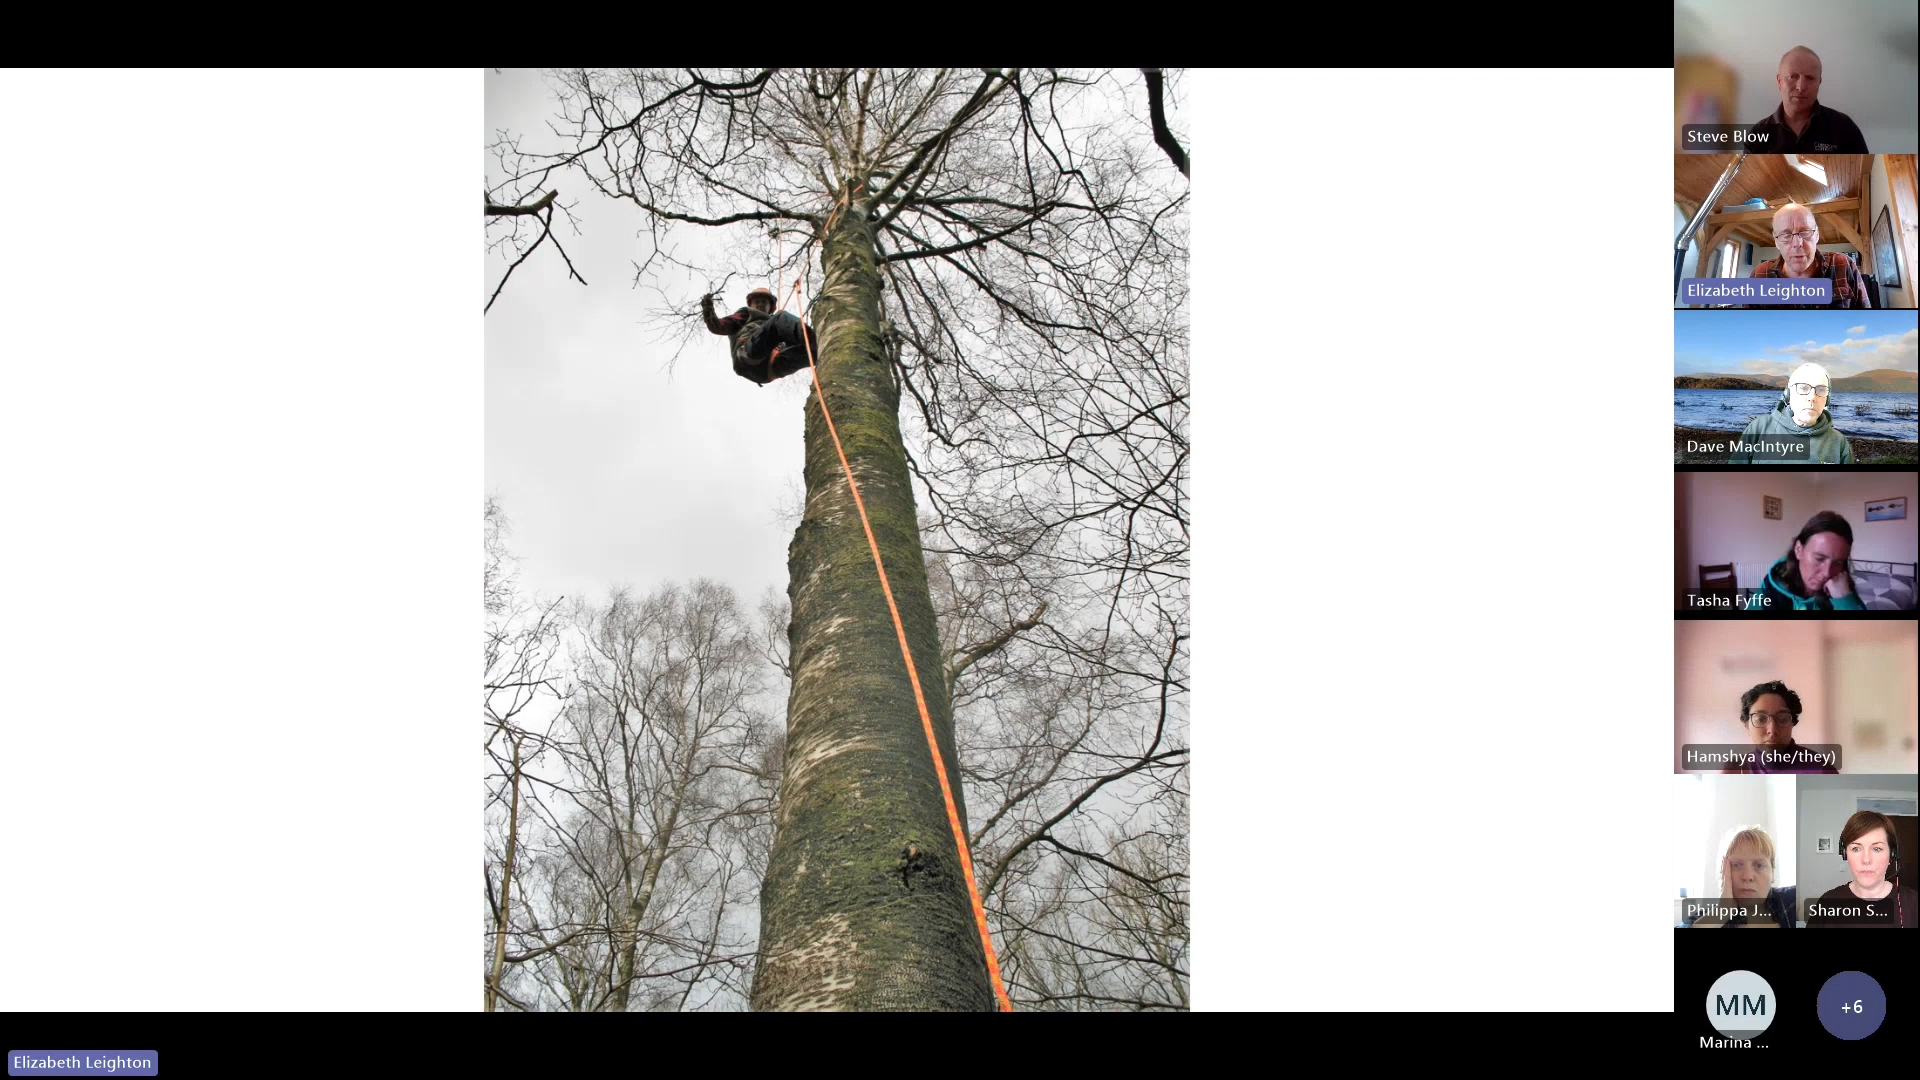 Steve Blow
Elizabeth Leighton
Dave MacIntyre
Tasha Fyffe
Hamshya (she/they)
Philippa J...
Sharon S...
MM
+6
Marina ...
Elizabeth Leighton